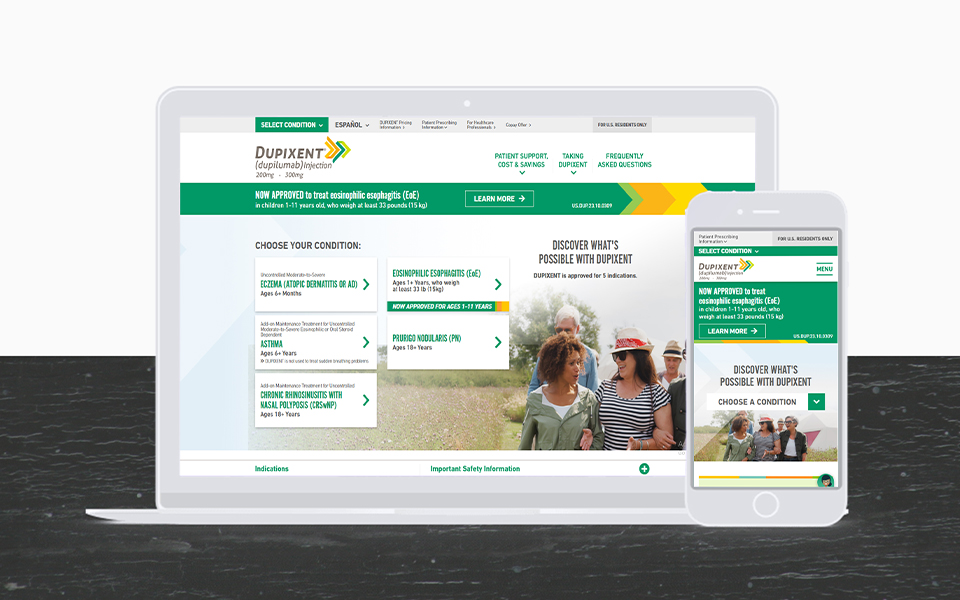 SELECT CONDITION
ESPAÑOL
DUPIXENT Pricing
Information >
Patient Prescribing
Information
For Healthcare
Professionals >
Copay Offer >
FOR U.S. RESIDENTS ONLY
DUPIXENT
(dupilumab) Injection
200mg · 300mg
PATIENT SUPPORT,
COST & SAVINGS
TAKING
DUPIXENT
FREQUENTLY
ASKED QUESTIONS
NOW APPROVED to treat eosinophilic esophagitis (EoE)
in children 1-11 years old, who weigh at least 33 pounds (15 kg)
LEARN MORE →
US.DUP.23.10.0309
CHOOSE YOUR CONDITION:
Uncontrolled Moderate-to-Severe
ECZEMA (ATOPIC DERMATITIS OR AD)
Ages 6+ Months
Add-on Maintenance Treatment for Uncontrolled
Moderate-to-Severe Eosinophilic or Oral Steroid
Dependent
ASTHMA
Ages 6+ Years
DUPIXENT is not used to treat sudden breathing problems.
Add-on Maintenance Treatment for Uncontrolled
CHRONIC RHINOSINUSITIS WITH
NASAL POLYPOSIS (CRSwNP)
Ages 18+ Years
EOSINOPHILIC ESOPHAGITIS (EoE)
Ages 1+ Years, who weigh
at least 33 lb (15kg)
NOW APPROVED FOR AGES 1-11 YEARS
PRURIGO NODULARIS (PN)
Ages 18+ Years
DISCOVER WHAT'S
POSSIBLE WITH DUPIXENT
DUPIXENT is approved for 5 indications.
Indications
Important Safety Information
Patient Prescribing
Information
FOR U.S. RESIDENTS ONLY
SELECT CONDITION
DUPIXENT
(dupilumab) Injection
200mg · 300mg
MENU
NOW APPROVED to treat
eosinophilic esophagitis (EoE)
in children 1-11 years old, who
weigh at least 33 pounds (15 kg)
LEARN MORE →
US.DUP.23.10.0309
DISCOVER WHAT'S
POSSIBLE WITH DUPIXENT
CHOOSE A CONDITION